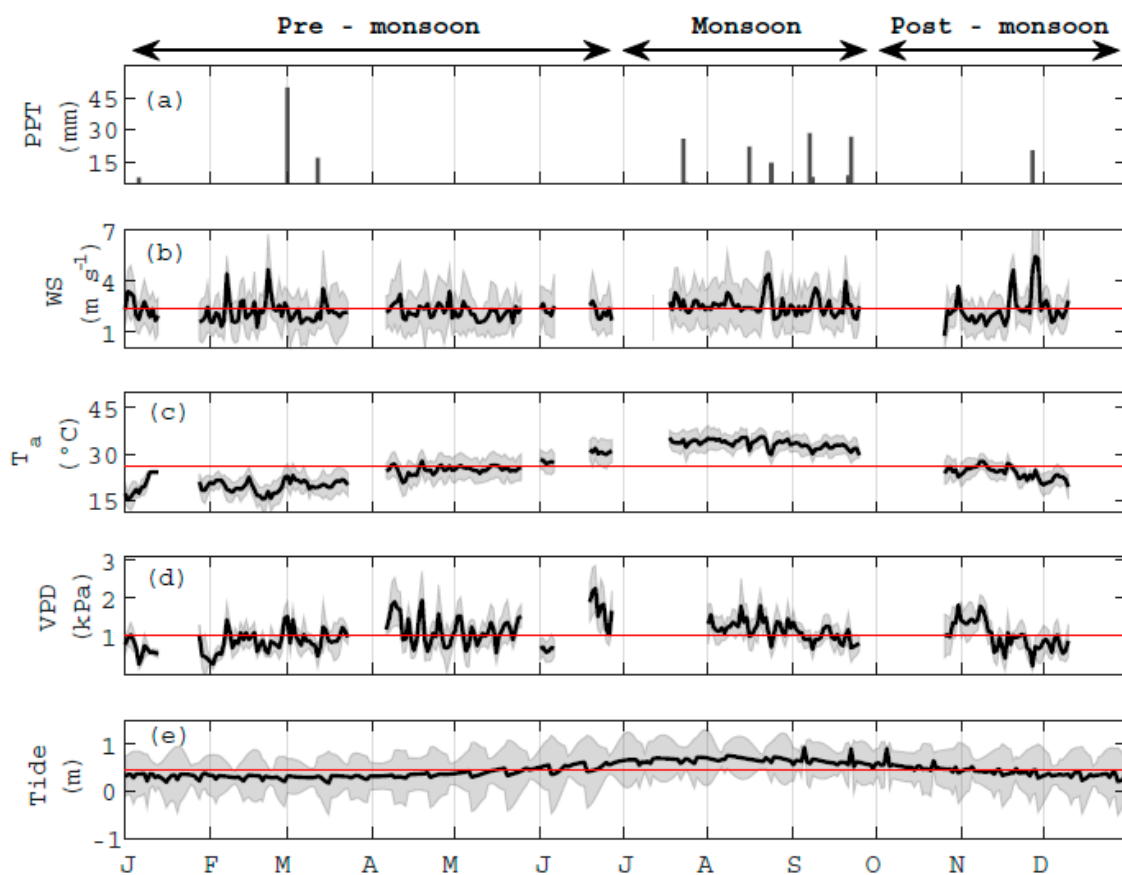 Pre - monsoon Monsoon Post - monsoon
(a)
PPT
(mm)
45
30
15
(b)
WS
(m s⁻¹)
7
4
1
(c)
Tₐ
(°C)
45
30
15
(d)
VPD
(kPa)
3
2
1
(e)
Tide
(m)
1
0
-1
J F M A M J J A S O N D